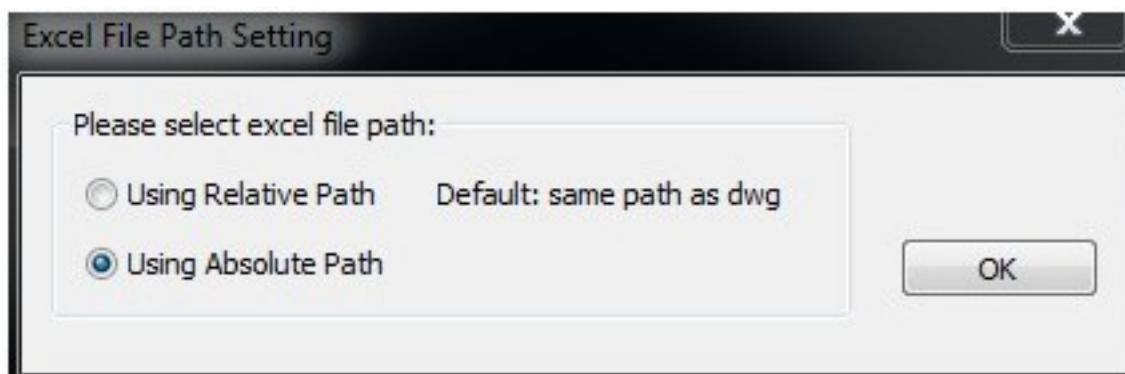 Excel File Path Setting
Please select excel file path:
Using Relative Path Default: same path as dwg
Using Absolute Path
OK